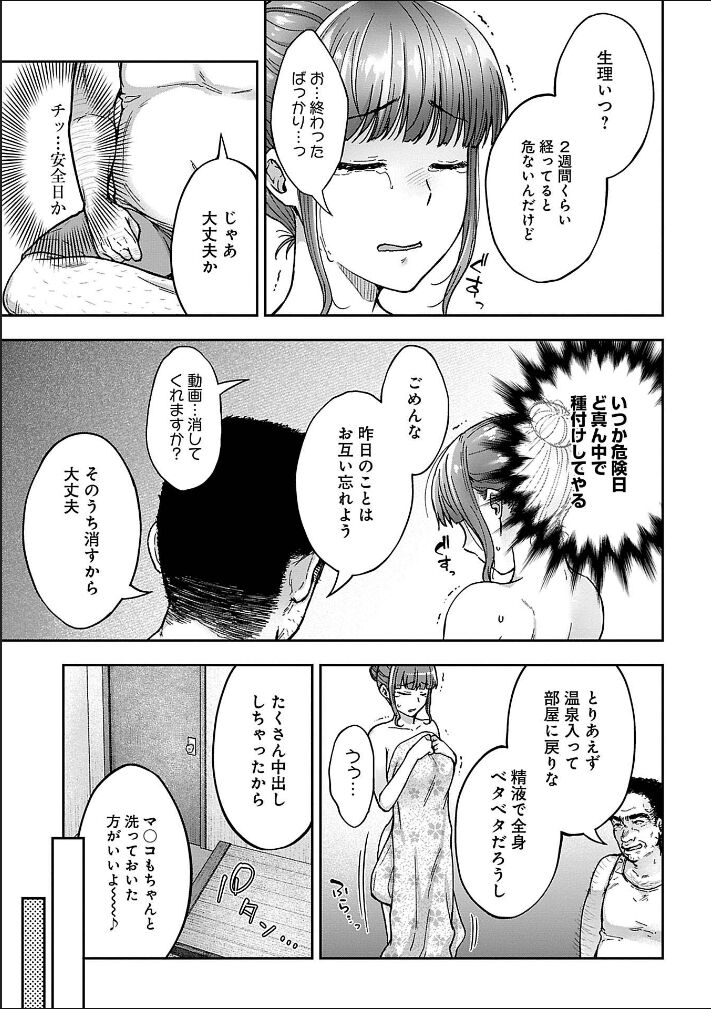 生理いつ？
２週間くらい
経ってると
危ないんだけど
お…終わった
ばっかり…っ
ぐすっ
じゃあ
大丈夫か
チッ…安全日か
いつか危険日
ど真ん中で
種付けしてやる
ごめんな
昨日のことは
お互い忘れよう
動画…消して
くれますか？
そのうち消すから
大丈夫
ぐすっ
とりあえず
温泉入って
部屋に戻りな
精液で全身
ベタベタだろうし
うっ…
ふら…っ
たくさん中出し
しちゃったから
マ〇コもちゃんと
洗っておいた
方がいいよ〜〜〜♪
パタン…